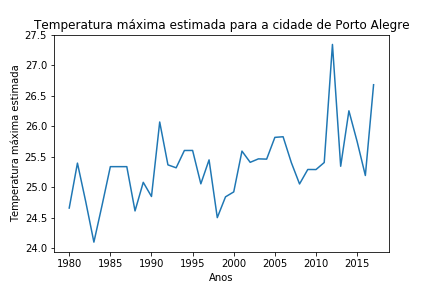 Temperatura máxima estimada para a cidade de Porto Alegre
27.5
27.0
26.5
26.0
25.5
25.0
24.5
24.0
Temperatura máxima estimada
1980 1985 1990 1995 2000 2005 2010 2015
Anos